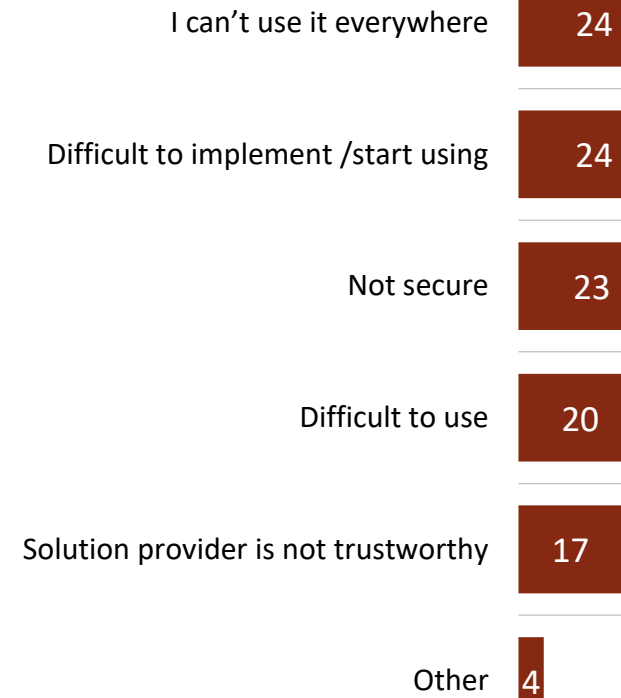 I can’t use it everywhere 24
Difficult to implement /start using 24
Not secure 23
Difficult to use 20
Solution provider is not trustworthy 17
Other 4